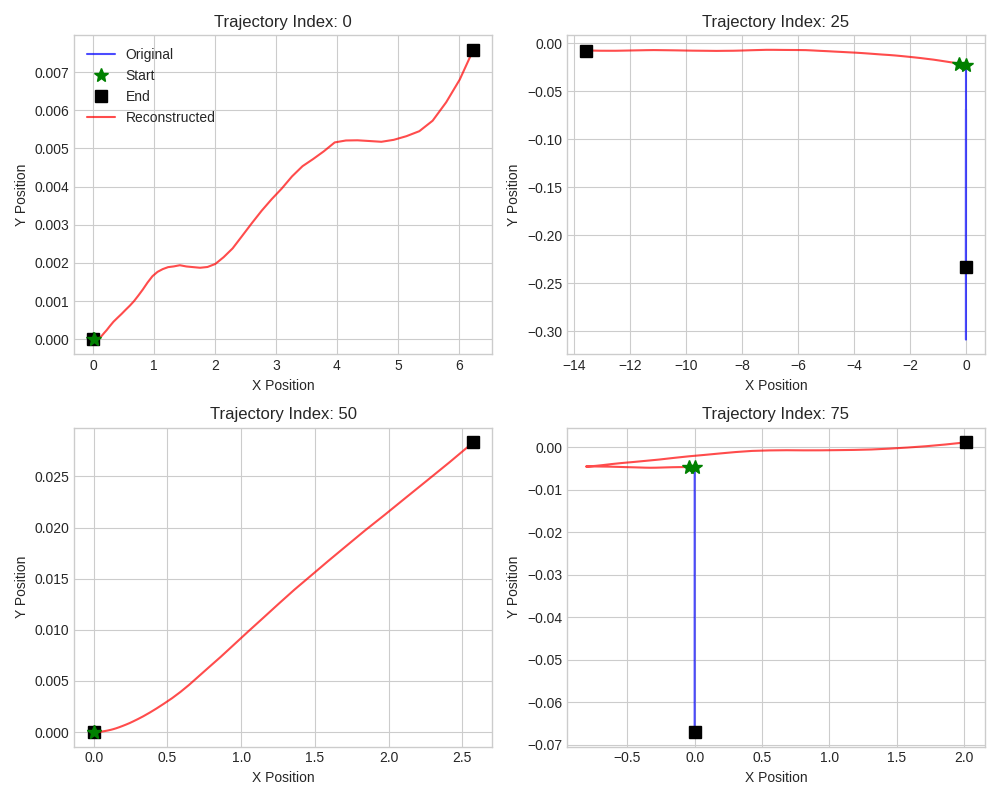 Trajectory Index: 0
Original
Start
End
Reconstructed
0.007
0.006
0.005
0.004
0.003
0.002
0.001
0.000
0 1 2 3 4 5 6
X Position
Y Position
Trajectory Index: 25
0.00
−0.05
−0.10
−0.15
−0.20
−0.25
−0.30
−14 −12 −10 −8 −6 −4 −2 0
X Position
Y Position
Trajectory Index: 50
0.025
0.020
0.015
0.010
0.005
0.000
0.0 0.5 1.0 1.5 2.0 2.5
X Position
Y Position
Trajectory Index: 75
0.00
−0.01
−0.02
−0.03
−0.04
−0.05
−0.06
−0.07
−0.5 0.0 0.5 1.0 1.5 2.0
X Position
Y Position